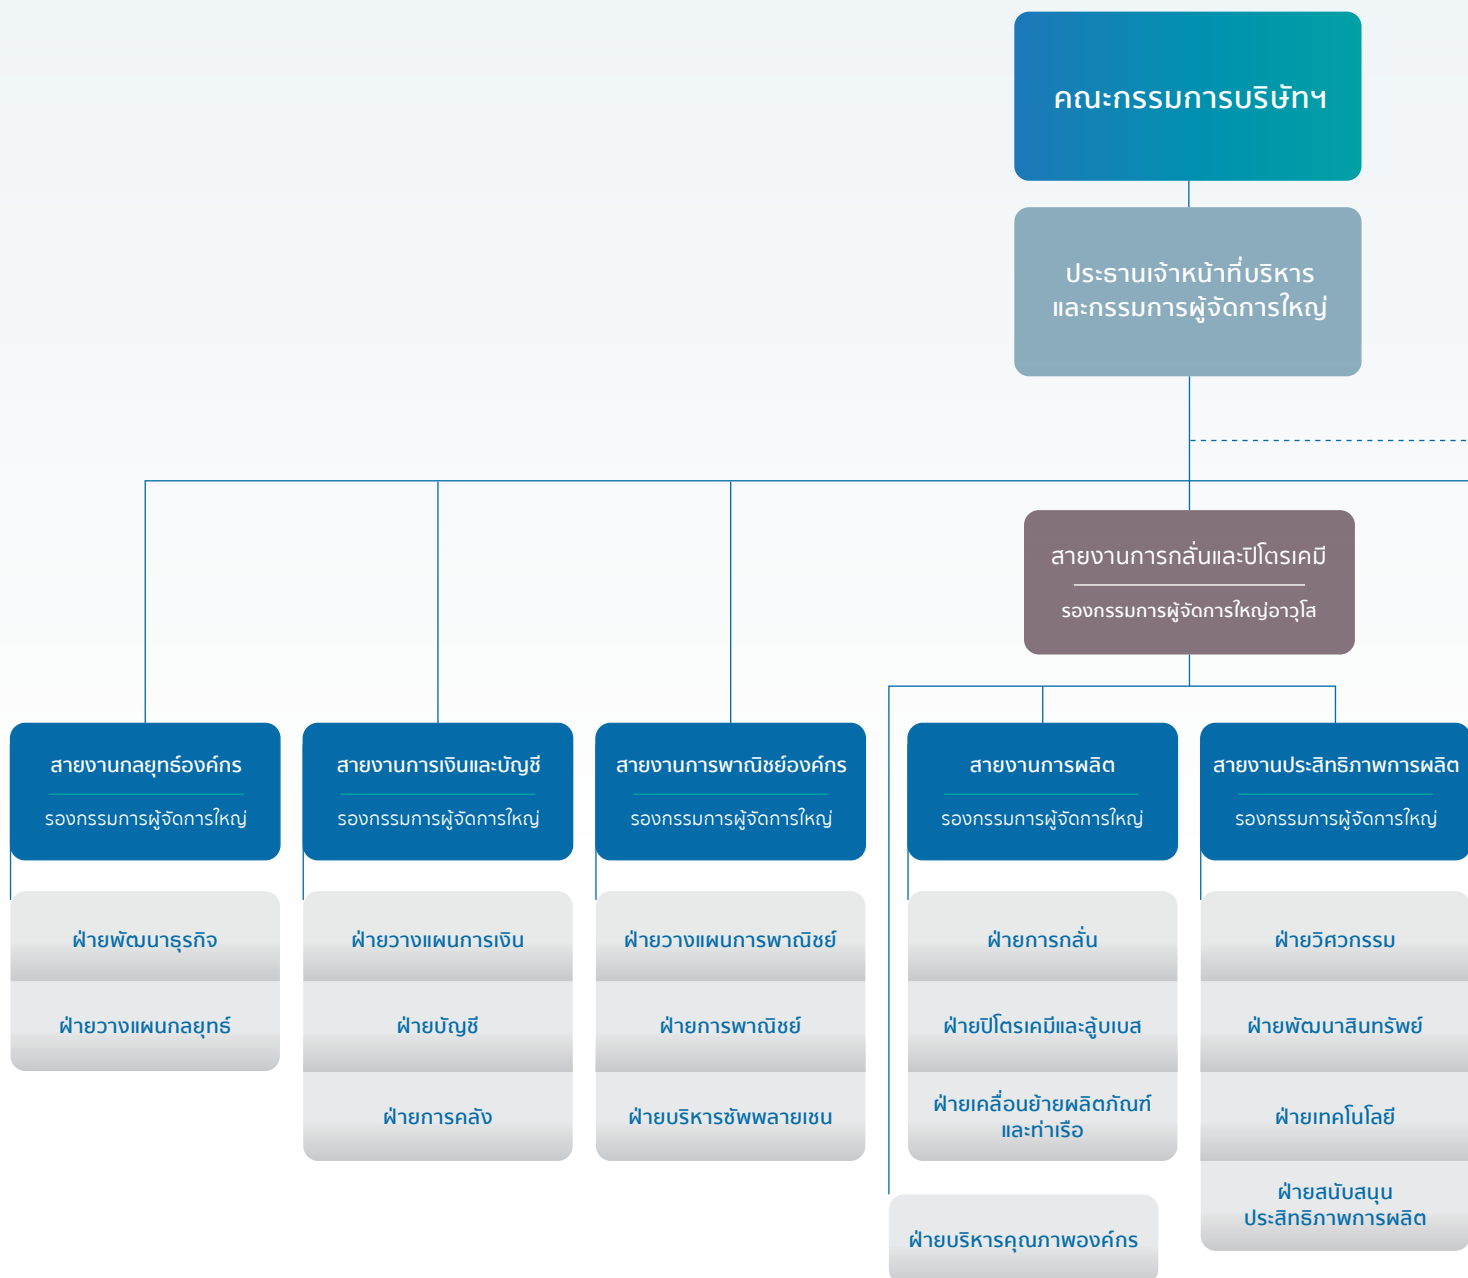 คณะกรรมการบริษัทฯ
ประธานเจ้าหน้าที่บริหาร
และกรรมการผู้จัดการใหญ่
สายงานการกลั่นและปิโตรเคมี
รองกรรมการผู้จัดการใหญ่อาวุโส
สายงานกลยุทธ์องค์กร
รองกรรมการผู้จัดการใหญ่
ฝ่ายพัฒนาธุรกิจ
ฝ่ายวางแผนกลยุทธ์
สายงานการเงินและบัญชี
รองกรรมการผู้จัดการใหญ่
ฝ่ายวางแผนการเงิน
ฝ่ายบัญชี
ฝ่ายการคลัง
สายงานการพาณิชย์องค์กร
รองกรรมการผู้จัดการใหญ่
ฝ่ายวางแผนการพาณิชย์
ฝ่ายการพาณิชย์
ฝ่ายบริหารซัพพลายเชน
สายงานการผลิต
รองกรรมการผู้จัดการใหญ่
ฝ่ายการกลั่น
ฝ่ายปิโตรเคมีและลู้บเบส
ฝ่ายเคลื่อนย้ายผลิตภัณฑ์
และท่าเรือ
สายงานประสิทธิภาพการผลิต
รองกรรมการผู้จัดการใหญ่
ฝ่ายวิศวกรรม
ฝ่ายพัฒนาสินทรัพย์
ฝ่ายเทคโนโลยี
ฝ่ายสนับสนุน
ประสิทธิภาพการผลิต
ฝ่ายบริหารคุณภาพองค์กร